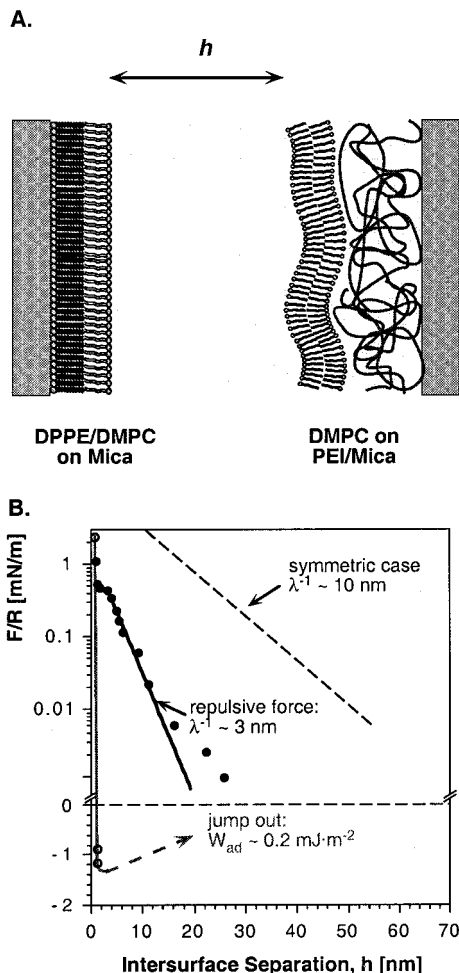 A.
h
DPPE/DMPC
on Mica
DMPC on
PEI/Mica
B.
F/R [mN/m]
1
0.1
0.01
0
- 1
- 2
symmetric case
λ-1 ~ 10 nm
repulsive force:
λ-1 ~ 3 nm
jump out:
Wad ~ 0.2 mJ·m-2
0 10 20 30 40 50 60 70
Intersurface Separation, h [nm]